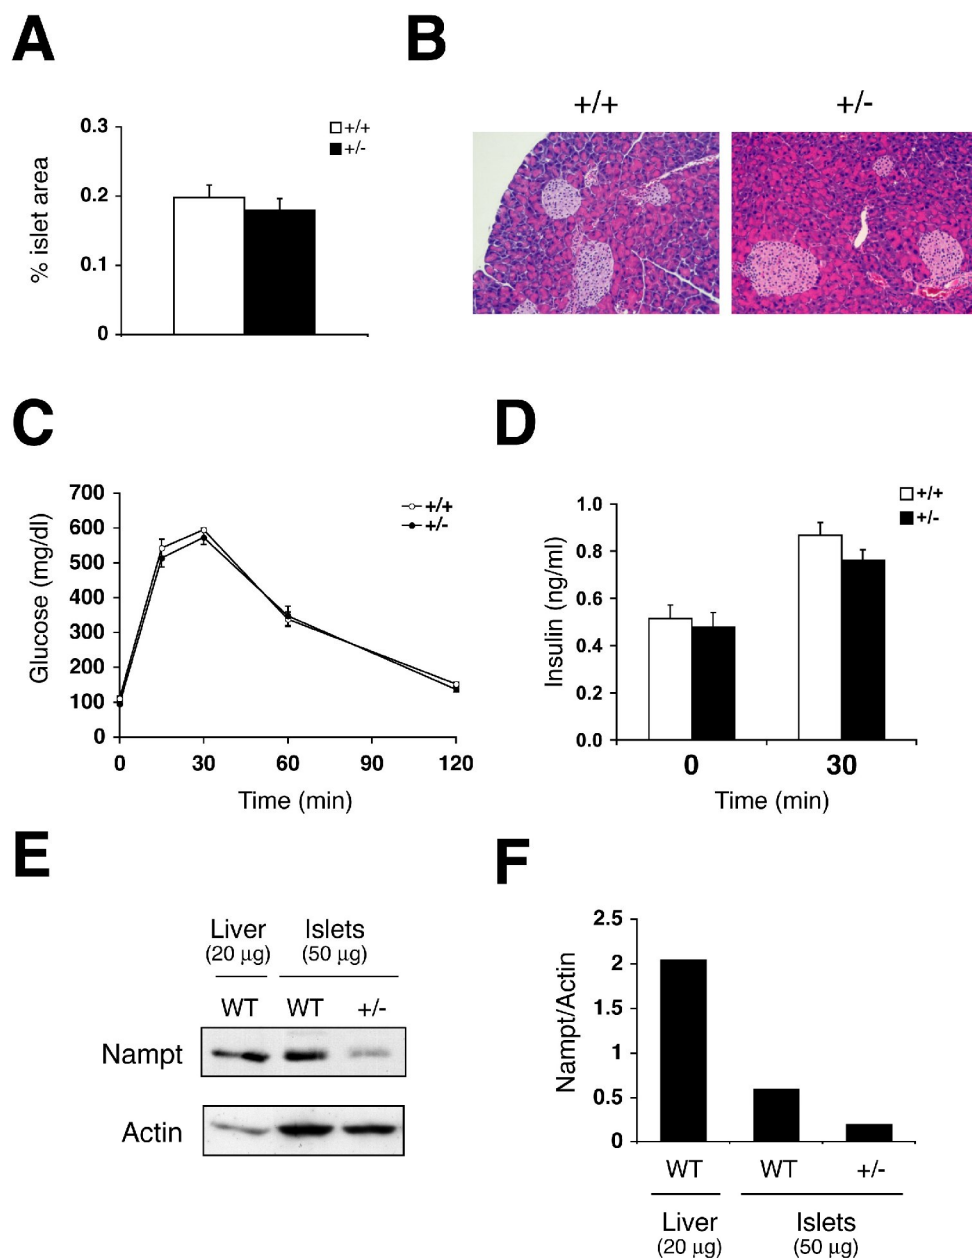 A
0.3
0.2
0.1
0
% islet area
+/+
+/-
B
+/+
+/-
C
700
600
500
400
300
200
100
0
Glucose (mg/dl)
+/+
+/-
0 30 60 90 120
Time (min)
D
1.0
0.8
0.6
0.4
0.2
0.0
Insulin (ng/ml)
+/+
+/-
0 30
Time (min)
E
Liver Islets
(20 µg) (50 µg)
WT WT +/-
Nampt
Actin
F
2.5
2
1.5
1
0.5
0
Nampt/Actin
WT WT +/-
Liver Islets
(20 µg) (50 µg)